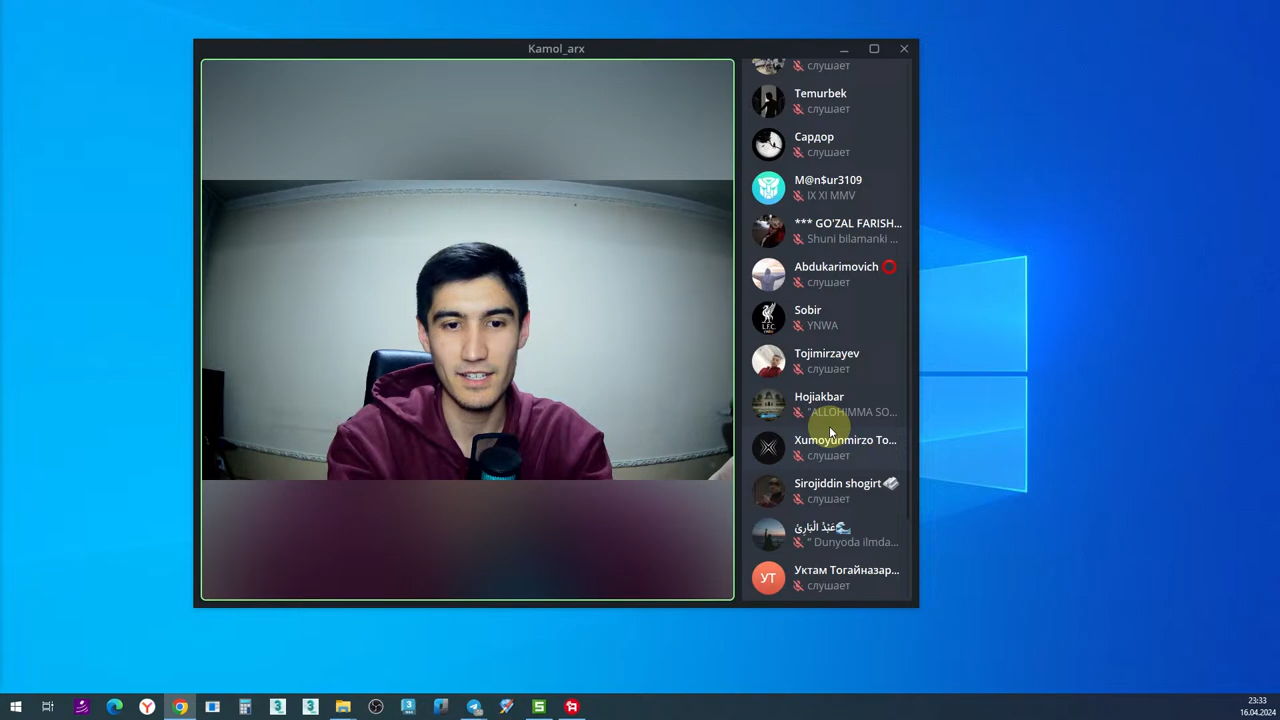 Kamol_arx
слушает
Temurbek
слушает
Сардор
слушает
M@n$ur3109
IX XI MMV
*** GO'ZAL FARISH...
Shuni bilamanki ...
Abdukarimovich ⭕
слушает
Sobir
YNWA
Tojimirzayev
слушает
Hojiakbar
"ALLOHIMMA SO...
Xumoyunmirzo To...
слушает
Sirojiddin shogirt
слушает
عَبْدُ الْبَارِئْ🌊
" Dunyoda ilmda...
УТ
Уктам Тогайназар...
слушает
L.F.C.
23:33
16.04.2024